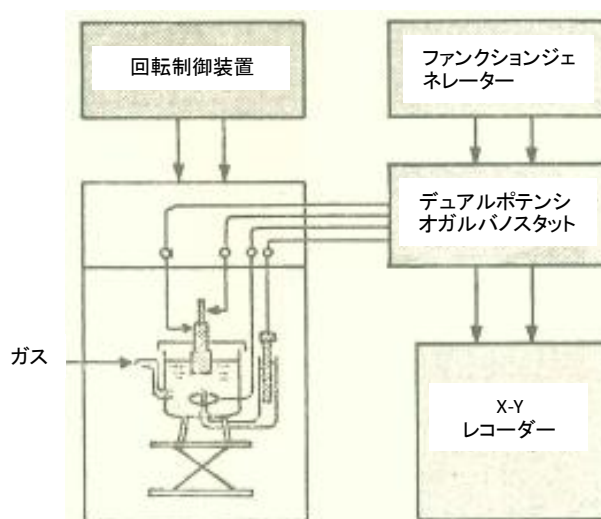 回転制御装置
ファンクションジェ
ネレーター
デュアルポテンシ
オガルバノスタット
ガス
X-Y
レコーダー